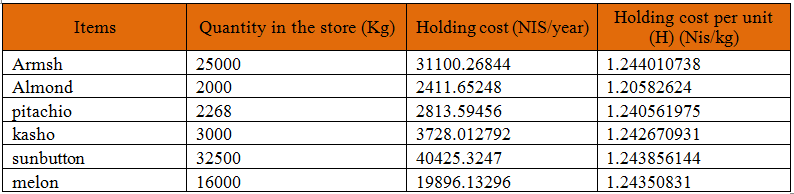 Items Quantity in the store (Kg) Holding cost (NIS/year) Holding cost per unit (H) (Nis/kg)
Armsh 25000 31100.26844 1.244010738
Almond 2000 2411.65248 1.20582624
pitachio 2268 2813.59456 1.240561975
kasho 3000 3728.012792 1.242670931
sunbutton 32500 40425.3247 1.243856144
melon 16000 19896.13296 1.24350831